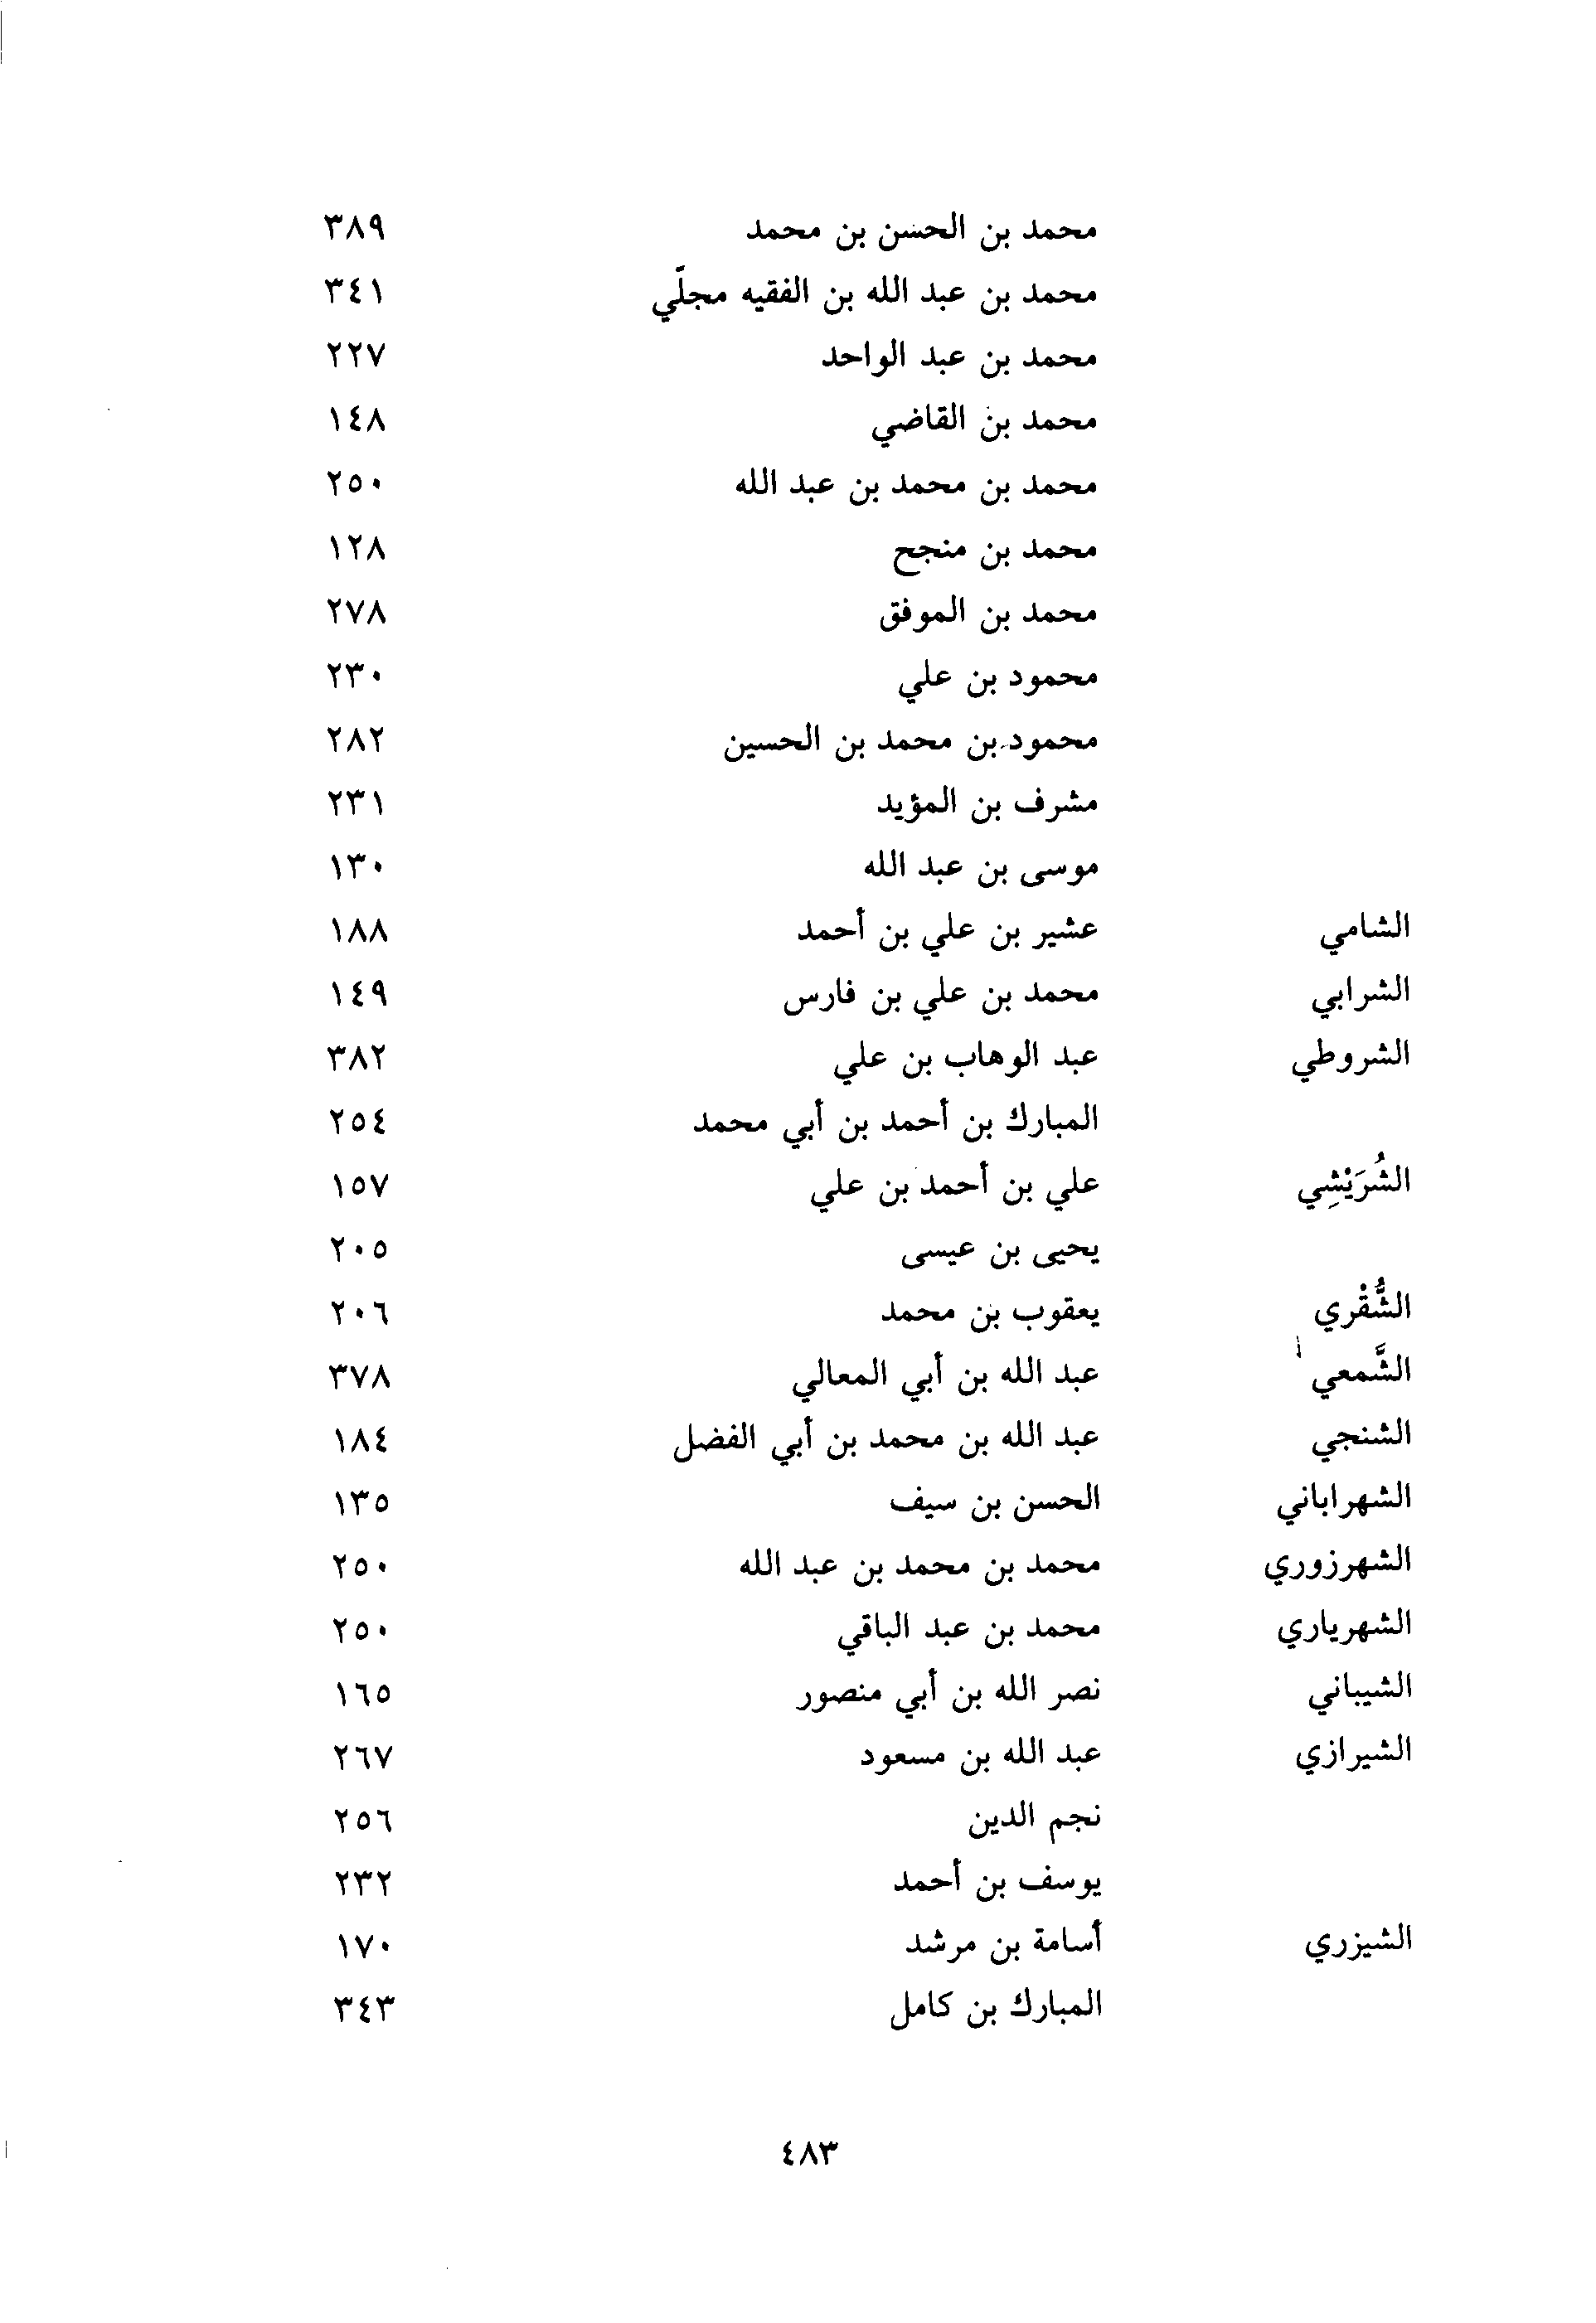 محمد بن الحسن بن محمد ٣٨٩
محمد بن عبد الله بن الفقيه مجلّي ٣٤١
محمد بن عبد الواحد ٢٢٧
محمد بن القاضي ١٤٨
محمد بن محمد بن عبد الله ٢٥٠
محمد بن منجح ١٢٨
محمد بن الموفق ٢٧٨
محمود بن علي ٢٣٠
محمود بن محمد بن الحسين ٢٨٢
مشرف بن المؤيد ٢٣١
موسى بن عبد الله ١٣٠
الشامي عشير بن علي بن أحمد ١٨٨
الشرابي محمد بن علي بن فارس ١٤٩
الشروطي عبد الوهاب بن علي ٣٨٢
المبارك بن أحمد بن أبي محمد ٢٥٤
الشُرَيْشِي علي بن أحمد بن علي ١٥٧
يحيى بن عيسى ٢٠٥
الشُّقْري يعقوب بن محمد ٢٠٦
الشَّمعي عبد الله بن أبي المعالي ٣٧٨
الشنجي عبد الله بن محمد بن أبي الفضل ١٨٤
الشهراباني الحسن بن سيف ١٣٥
الشهرزوري محمد بن محمد بن عبد الله ٢٥٠
الشهرياري محمد بن عبد الباقي ٢٥٠
الشيباني نصر الله بن أبي منصور ١٦٥
الشيرازي عبد الله بن مسعود ٢٦٧
نجم الدين ٢٥٦
يوسف بن أحمد ٢٣٢
الشيزري أسامة بن مرشد ١٧٠
المبارك بن كامل ٣٤٣
٤٨٣